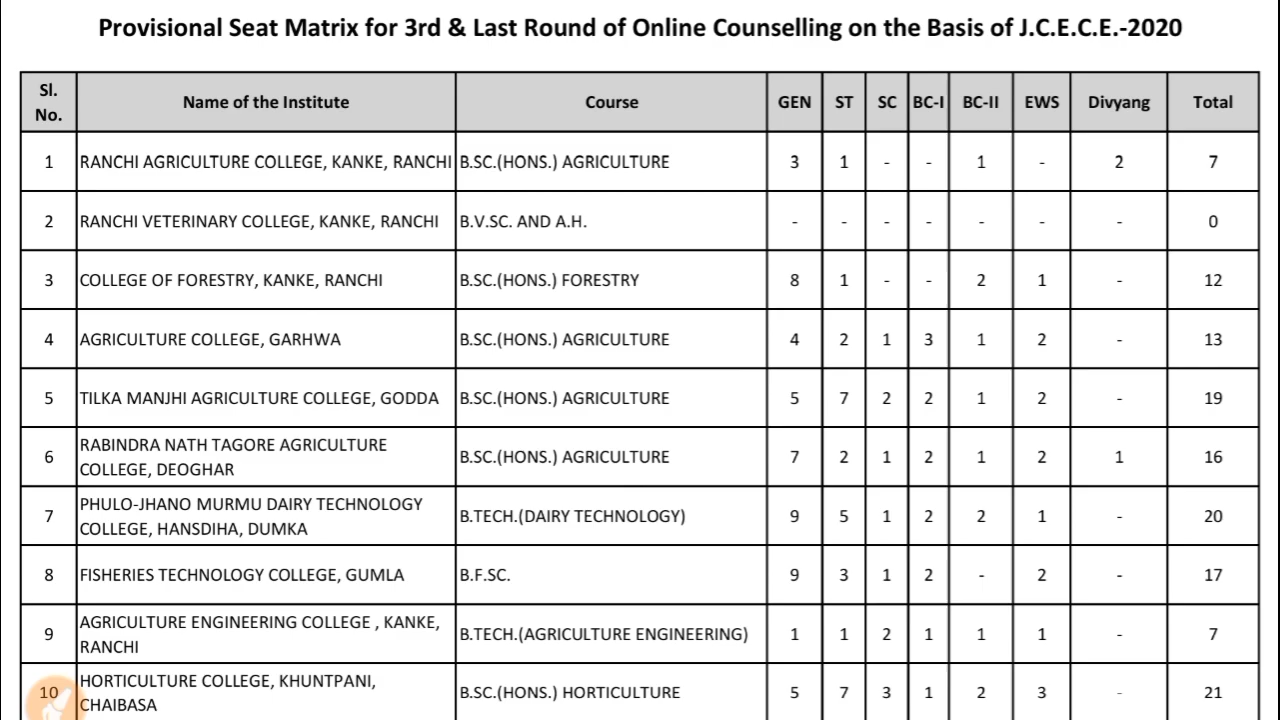 Provisional Seat Matrix for 3rd & Last Round of Online Counselling on the Basis of J.C.E.C.E.-2020
Sl. No. Name of the Institute Course GEN ST SC BC-I BC-II EWS Divyang Total
1 RANCHI AGRICULTURE COLLEGE, KANKE, RANCHI B.SC.(HONS.) AGRICULTURE 3 1 - - 1 - 2 7
2 RANCHI VETERINARY COLLEGE, KANKE, RANCHI B.V.SC. AND A.H. - - - - - - - 0
3 COLLEGE OF FORESTRY, KANKE, RANCHI B.SC.(HONS.) FORESTRY 8 1 - - 2 1 - 12
4 AGRICULTURE COLLEGE, GARHWA B.SC.(HONS.) AGRICULTURE 4 2 1 3 1 2 - 13
5 TILKA MANJHI AGRICULTURE COLLEGE, GODDA B.SC.(HONS.) AGRICULTURE 5 7 2 2 1 2 - 19
6 RABINDRA NATH TAGORE AGRICULTURE COLLEGE, DEOGHAR B.SC.(HONS.) AGRICULTURE 7 2 1 2 1 2 1 16
7 PHULO-JHANO MURMU DAIRY TECHNOLOGY COLLEGE, HANSDIHA, DUMKA B.TECH.(DAIRY TECHNOLOGY) 9 5 1 2 2 1 - 20
8 FISHERIES TECHNOLOGY COLLEGE, GUMLA B.F.SC. 9 3 1 2 - 2 - 17
9 AGRICULTURE ENGINEERING COLLEGE , KANKE, RANCHI B.TECH.(AGRICULTURE ENGINEERING) 1 1 2 1 1 1 - 7
10 HORTICULTURE COLLEGE, KHUNTPANI, CHAIBASA B.SC.(HONS.) HORTICULTURE 5 7 3 1 2 3 - 21